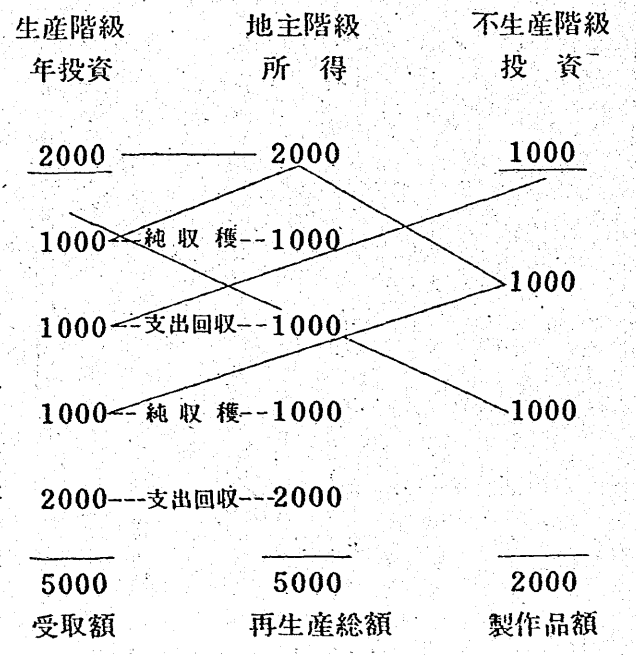 生産階級 地主階級 不生産階級
年投資 所得 投資
2000 2000 1000
1000 純収穫 1000
1000
1000 支出回収 1000
1000 純収穫 1000 1000
2000 支出回収 2000
5000 5000 2000
受取額 再生産総額 製作品額